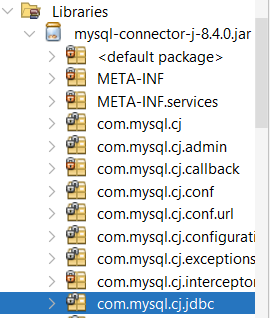 Libraries
mysql-connector-j-8.4.0.jar
<default package>
META-INF
META-INF.services
com.mysql.cj
com.mysql.cj.admin
com.mysql.cj.callback
com.mysql.cj.conf
com.mysql.cj.conf.url
com.mysql.cj.configurati
com.mysql.cj.exceptions
com.mysql.cj.intercepto
com.mysql.cj.jdbc